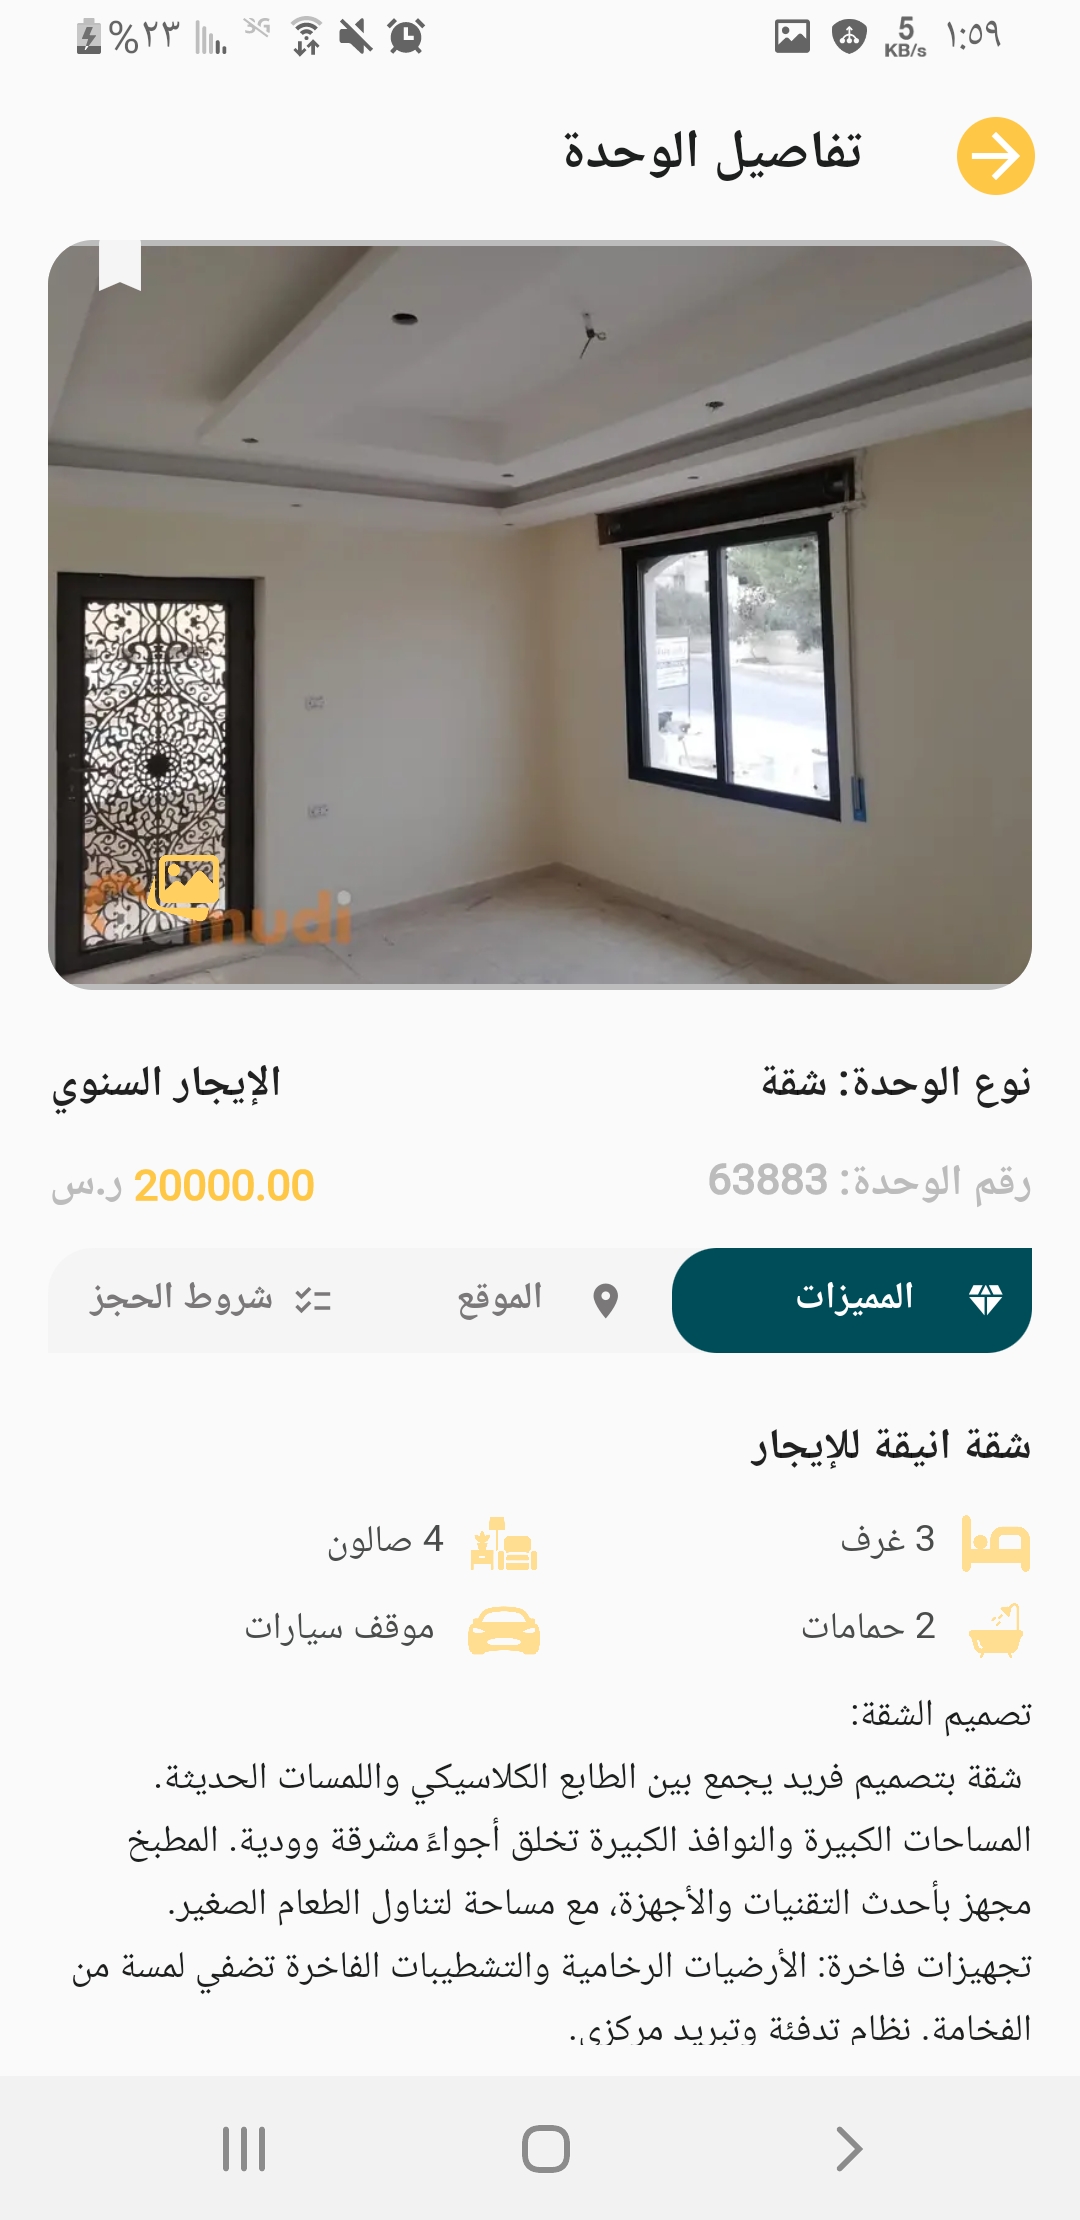 ١:٥٩
5
KB/s
3G
%٢٣
تفاصيل الوحدة
mudi
نوع الوحدة: شقة
الإيجار السنوي
رقم الوحدة: 63883
20000.00 ر.س
المميزات
الموقع
شروط الحجز
شقة انيقة للإيجار
3 غرف
4 صالون
2 حمامات
موقف سيارات
تصميم الشقة:
شقة بتصميم فريد يجمع بين الطابع الكلاسيكي واللمسات الحديثة.
المساحات الكبيرة والنوافذ الكبيرة تخلق أجواءً مشرقة وودية. المطبخ
مجهز بأحدث التقنيات والأجهزة، مع مساحة لتناول الطعام الصغير.
تجهيزات فاخرة: الأرضيات الرخامية والتشطيبات الفاخرة تضفي لمسة من
الفخامة. نظام تدفئة وتبريد مركزي.